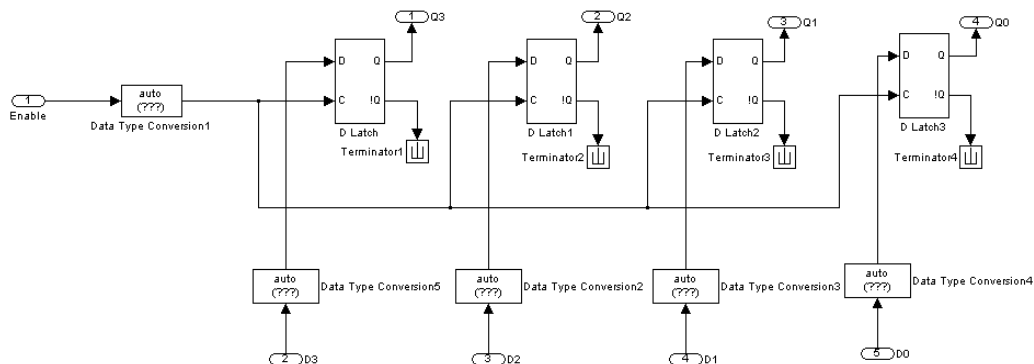 1
Q3
2
Q2
3
Q1
4
Q0
D
Q
C
!Q
D Latch
D
Q
C
!Q
D Latch1
D
Q
C
!Q
D Latch2
D
Q
C
!Q
D Latch3
1
Enable
auto
(???)
Data Type Conversion1
Terminator1
Terminator2
Terminator3
Terminator4
auto
(???)
Data Type Conversion5
auto
(???)
Data Type Conversion2
auto
(???)
Data Type Conversion3
auto
(???)
Data Type Conversion4
2
D3
3
D2
4
D1
5
D0